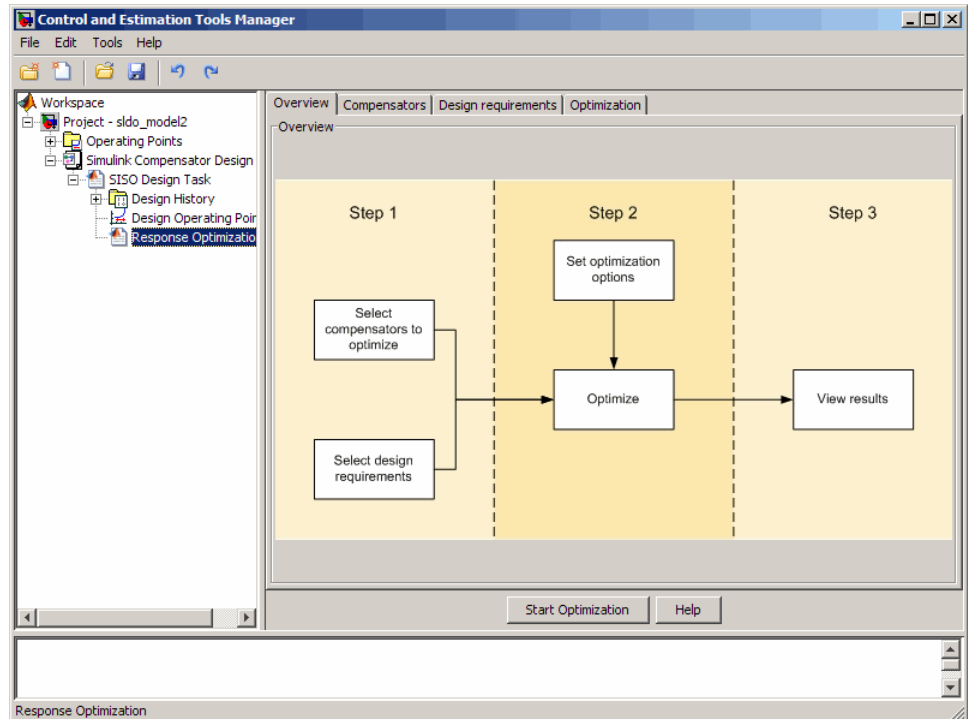 Control and Estimation Tools Manager
File Edit Tools Help
Workspace
Project - sldo_model2
Operating Points
Simulink Compensator Design
SISO Design Task
Design History
Design Operating Poir
Response Optimizatio
Overview Compensators Design requirements Optimization
Overview
Step 1
Step 2
Step 3
Set optimization
options
Select
compensators to
optimize
Optimize
View results
Select design
requirements
Start Optimization Help
Response Optimization